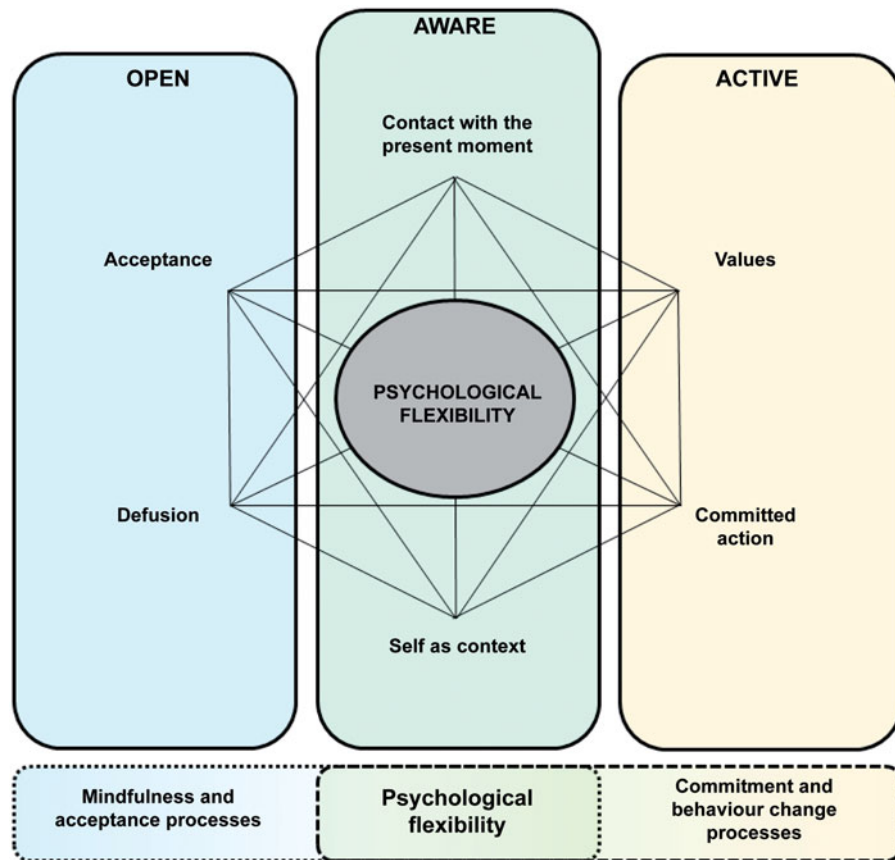 OPEN
AWARE
ACTIVE
Contact with the
present moment
Acceptance
Values
PSYCHOLOGICAL
FLEXIBILITY
Defusion
Committed
action
Self as context
Mindfulness and
acceptance processes
Psychological
flexibility
Commitment and
behaviour change
processes